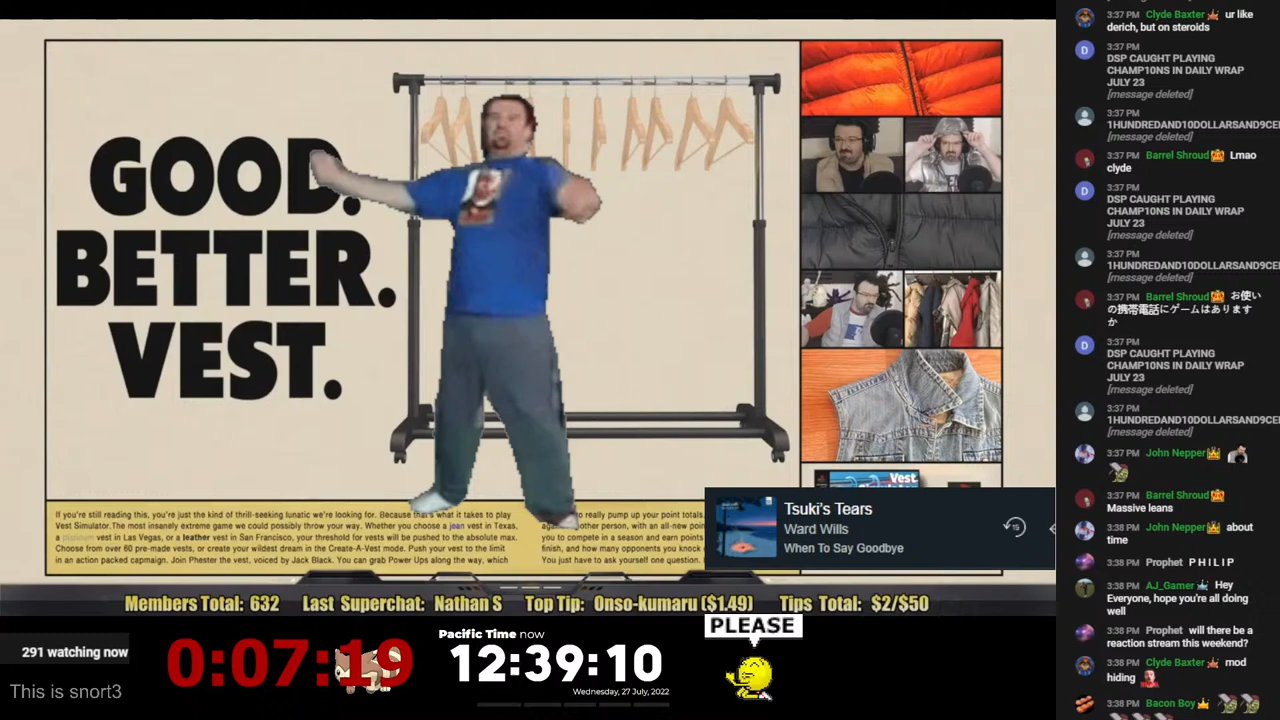 GOOD.
BETTER.
VEST.
If you're still reading this, you're just the kind of thrill-seeking lunatic we're looking for. Because that's what it takes to play
Vest Simulator.The most insanely extreme game we could possibly throw your way. Whether you choose a jean vest in Texas,
a platinum vest in Las Vegas, or a leather vest in San Francisco, your threshold for vests will be pushed to the absolute max.
Choose from over 60 pre-made vests, or create your wildest dream in the Create-A-Vest mode. Push your vest to the limit
in an action packed capmaign. Join Phester the vest, voiced by Jack Black. You can grab Power Ups along the way, which
to really pump up your point totals.
other person, with an all-new poin
you to compete in a season and earn points
finish, and how many opponents you knock
You just have to ask yourself one question.
Vest
Tsuki's Tears
Ward Wills
When To Say Goodbye
15
Members Total: 632 Last Superchat: Nathan S Top Tip: Onso-kumaru ($1.49) Tips Total: $2/$50
291 watching now
This is snort3
0:07:19
Pacific Time now
12:39:10
Wednesday, 27 July, 2022
PLEASE
3:37 PM Clyde Baxter ur like
derich, but on steroids
D 3:37 PM
DSP CAUGHT PLAYING
CHAMP10NS IN DAILY WRAP
JULY 23
[message deleted]
3:37 PM
1HUNDREDAND10DOLLARSAND9CE
[message deleted]
3:37 PM Barrel Shroud Lmao
clyde
D 3:37 PM
DSP CAUGHT PLAYING
CHAMP10NS IN DAILY WRAP
JULY 23
[message deleted]
3:37 PM
1HUNDREDAND10DOLLARSAND9CE
[message deleted]
3:37 PM Barrel Shroud お使い
の携帯電話にゲームはあります
か
D 3:37 PM
DSP CAUGHT PLAYING
CHAMP10NS IN DAILY WRAP
JULY 23
[message deleted]
3:37 PM
1HUNDREDAND10DOLLARSAND9CE
[message deleted]
3:37 PM John Nepper
3:37 PM Barrel Shroud
Massive leans
3:38 PM John Nepper about
time
3:38 PM Prophet P H I L I P
3:38 PM AJ_Gamer Hey
Everyone, hope you're all doing
well
3:38 PM Prophet will there be a
reaction stream this weekend?
3:38 PM Clyde Baxter mod
hiding
3:38 PM Bacon Boy